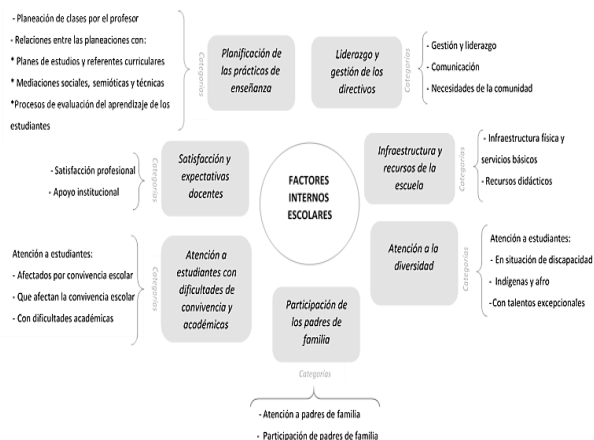 - Planeación de clases por el profesor
- Relaciones entre las planeaciones con:
* Planes de estudios y referentes curriculares
* Mediaciones sociales, semióticas y técnicas
*Procesos de evaluación del aprendizaje de los
estudiantes
Categorías
Planificación de
las prácticas de
enseñanza
Liderazgo y
gestión de los
directivos
Categorías
- Gestión y liderazgo
- Comunicación
- Necesidades de la comunidad
- Satisfacción profesional
- Apoyo institucional
Categorías
Satisfacción y
expectativas
docentes
FACTORES
INTERNOS
ESCOLARES
Infraestructura y
recursos de la
escuela
Categorías
- Infraestructura física y
servicios básicos
- Recursos didácticos
Atención a estudiantes:
- Afectados por convivencia escolar
- Que afectan la convivencia escolar
- Con dificultades académicas
Categorías
Atención a
estudiantes con
dificultades de
convivencia y
académicos
Atención a la
diversidad
Categorías
Atención a estudiantes:
- En situación de discapacidad
- Indígenas y afro
-Con talentos excepcionales
Participación de
los padres de
familia
Categorías
- Atención a padres de familia
- Participación de padres de familia